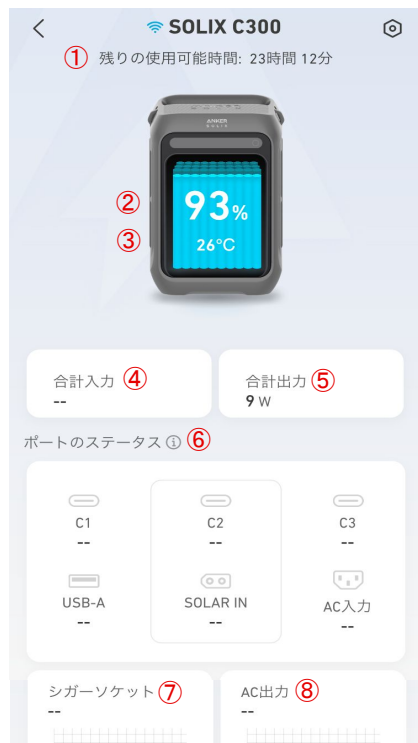 SOLIX C300
① 残りの使用可能時間: 23時間 12分
ANKER
SOLIX
② 93%
③ 26°C
合計入力 ④
--
合計出力 ⑤
9 W
ポートのステータス ⓘ ⑥
C1
--
C2
--
C3
--
USB-A
--
SOLAR IN
--
AC入力
--
シガーソケット ⑦
--
AC出力 ⑧
--